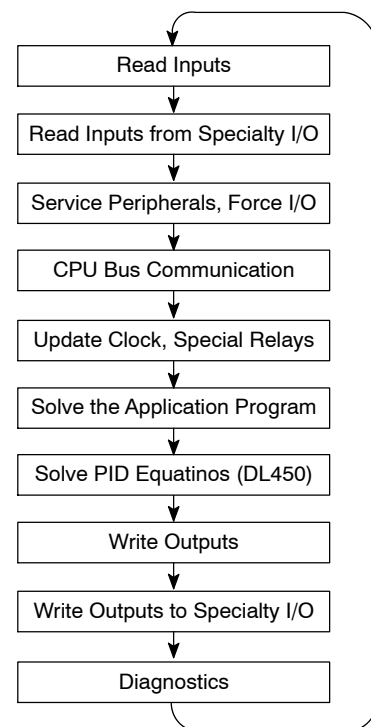 Read Inputs
Read Inputs from Specialty I/O
Service Peripherals, Force I/O
CPU Bus Communication
Update Clock, Special Relays
Solve the Application Program
Solve PID Equatinos (DL450)
Write Outputs
Write Outputs to Specialty I/O
Diagnostics